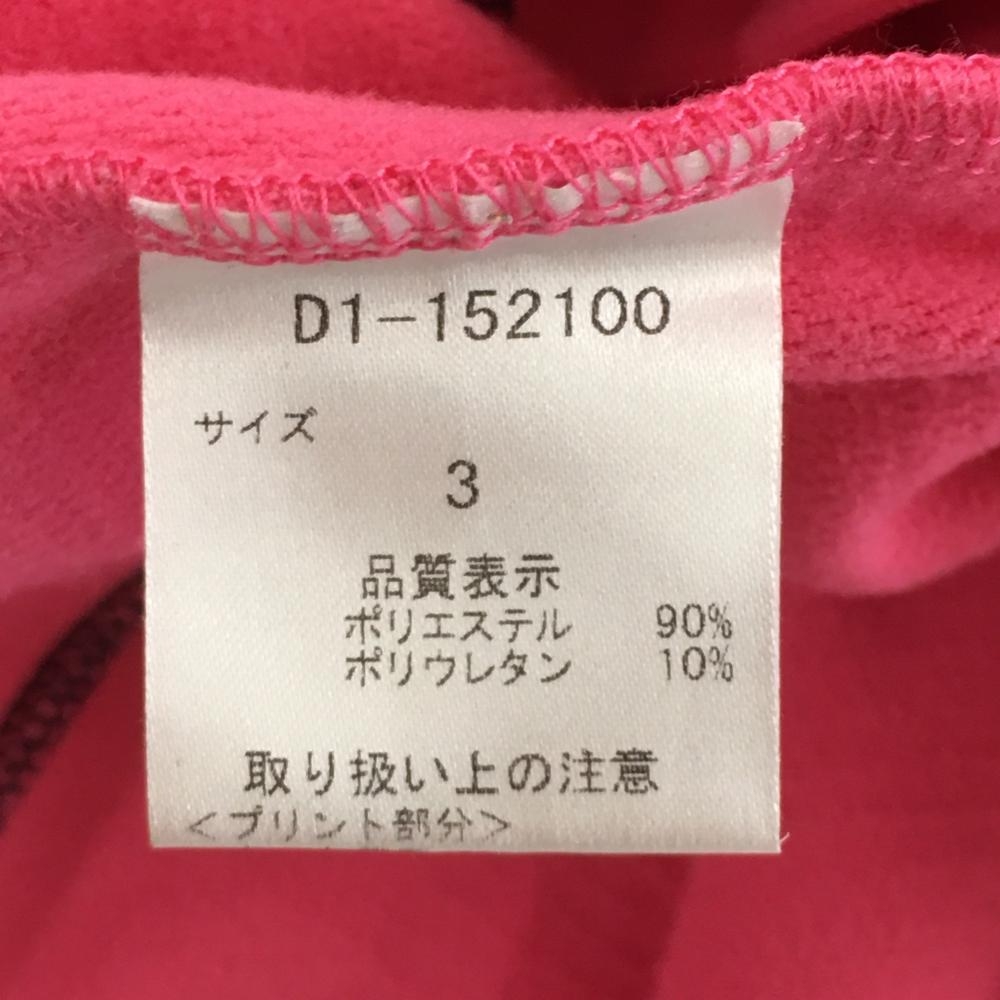 D1-152100
サイズ
3
品質表示
ポリエステル 90%
ポリウレタン 10%
取り扱い上の注意
<プリント部分>